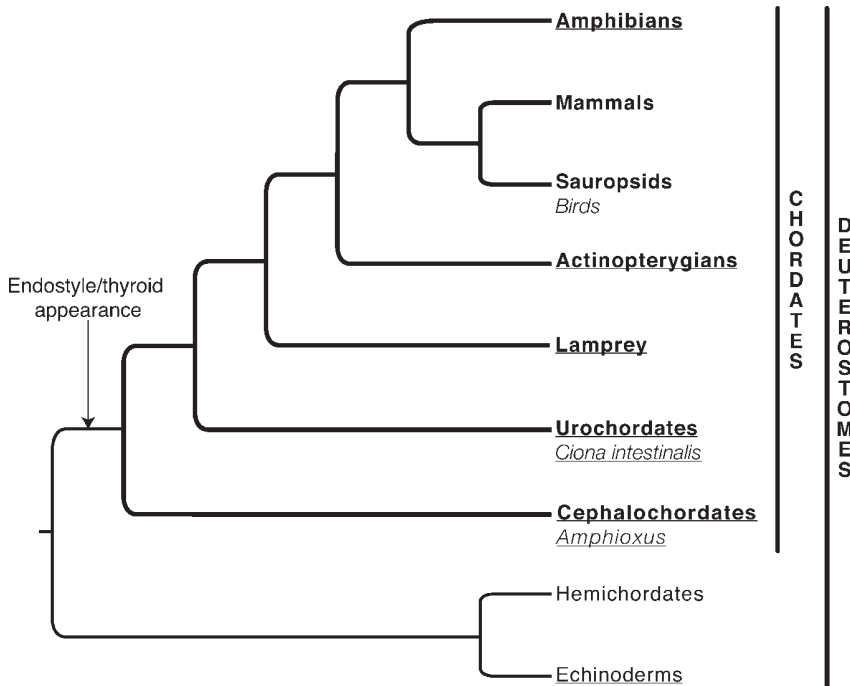 Amphibians
Mammals
Sauropsids
Birds
Actinopterygians
Endostyle/thyroid
appearance
Lamprey
Urochordates
Ciona intestinalis
Cephalochordates
Amphioxus
Hemichordates
Echinoderms
CHORDATES
DEUTEROSTOMES